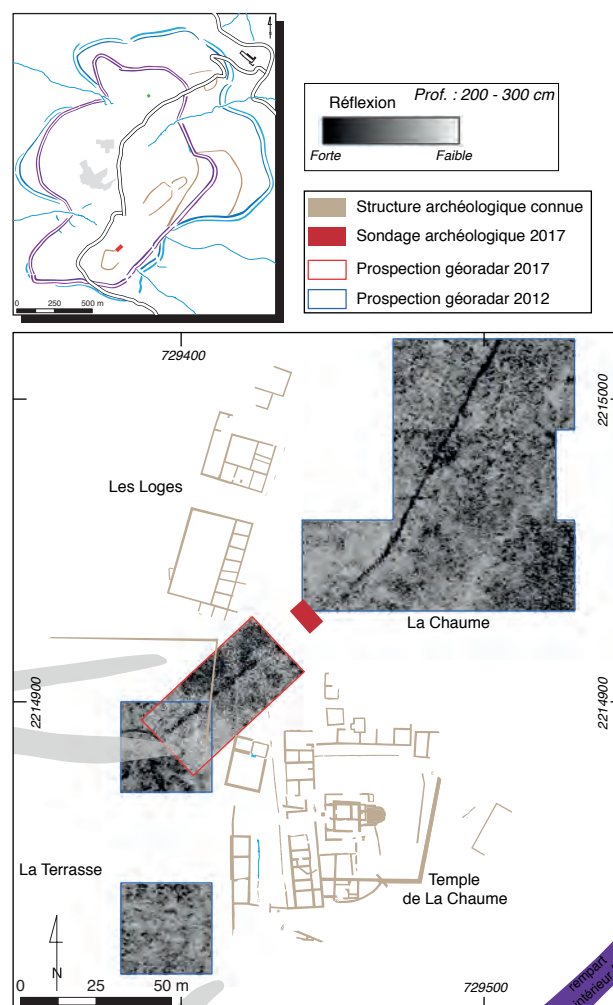 0 250 500 m
Prof. : 200 - 300 cm
Réflexion
Forte
Faible
Structure archéologique connue
Sondage archéologique 2017
Prospection géoradar 2017
Prospection géoradar 2012
729400
2215000
Les Loges
La Chaume
2214900
2214900
La Terrasse
Temple
de La Chaume
N
0 25 50 m
729500
rempart
intérieur